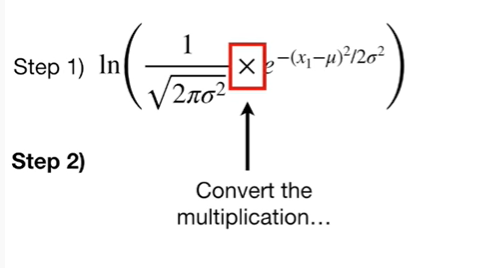 Step 1) ln(1/√(2πσ²) × e^−(x₁−μ)²/2σ²)
Step 2)
Convert the
multiplication…